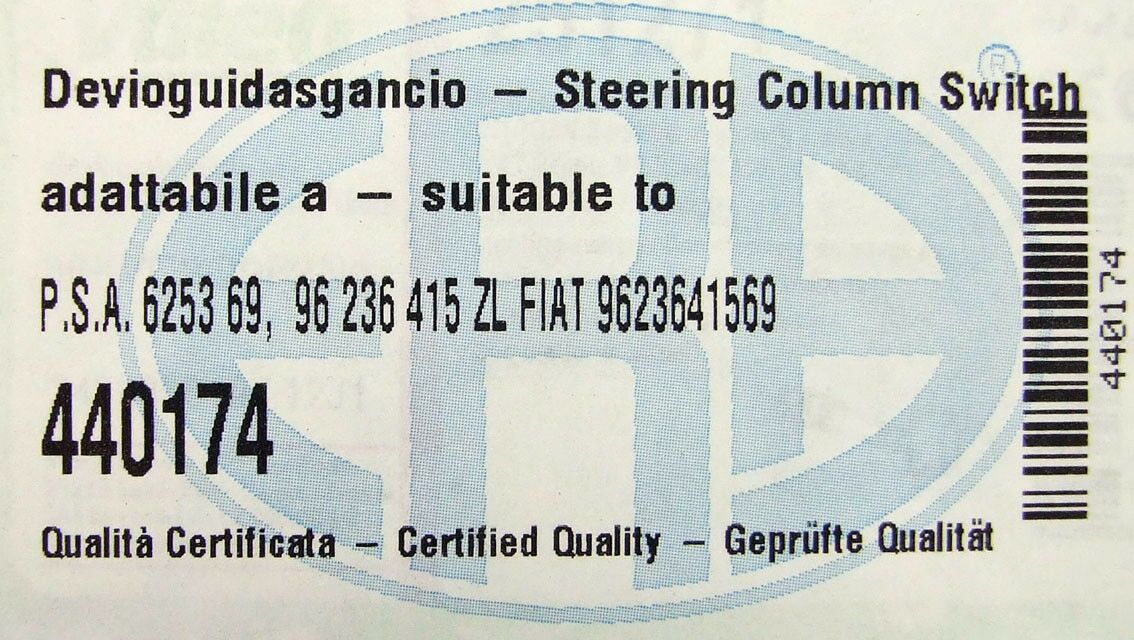 Devioguidasgancio – Steering Column Switch
adattabile a – suitable to
P.S.A. 6253 69, 96 236 415 ZL FIAT 9623641569
440174
Qualità Certificata – Certified Quality – Geprüfte Qualität
440174
ERA
®